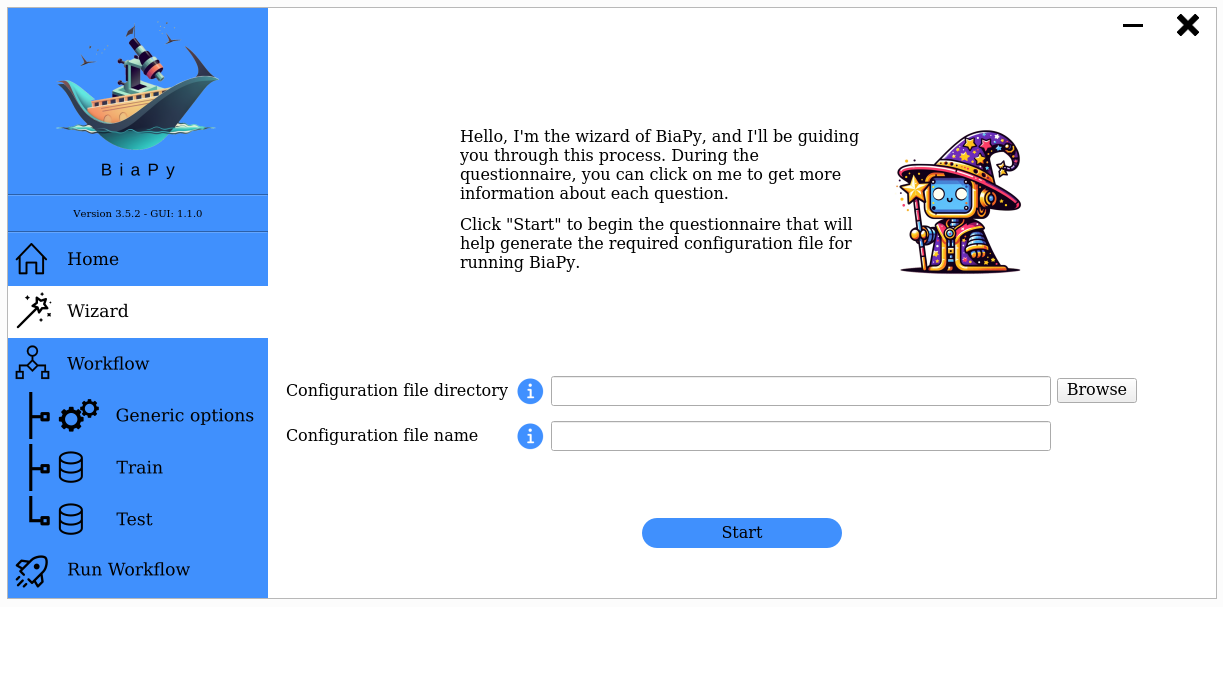 BiaPy
Version 3.5.2 - GUI: 1.1.0
Home
Wizard
Workflow
Generic options
Train
Test
Run Workflow
Hello, I'm the wizard of BiaPy, and I'll be guiding
you through this process. During the
questionnaire, you can click on me to get more
information about each question.
Click "Start" to begin the questionnaire that will
help generate the required configuration file for
running BiaPy.
Configuration file directory
Browse
Configuration file name
Start